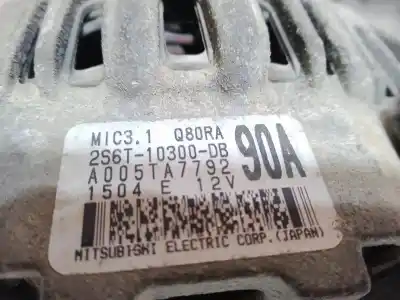 MIC3.1 Q80RA
2S6T-10300-DB
A005TA7792
1504 E 12V
90A
MITSUBISHI ELECTRIC CORP.(JAPAN)